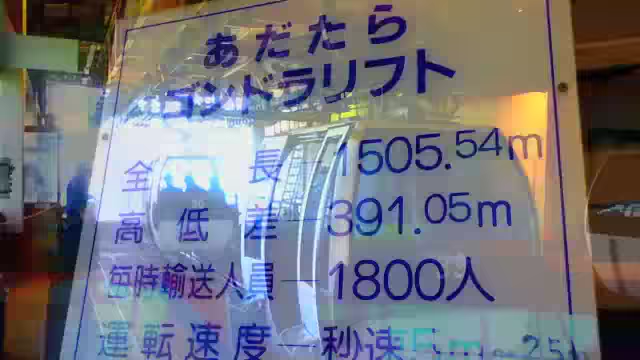 あだたら
ゴンドラリフト
全長―1505.54m
高低差―391.05m
毎時輸送人員―1800人
運転速度―秒速